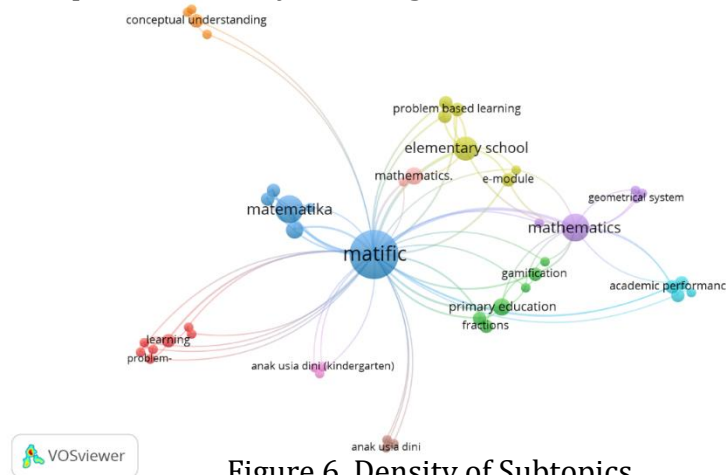 conceptual understanding
problem based learning
elementary school
mathematics.
e-module
geometrical system
matematika
mathematics
matific
gamification
academic performanc
primary education
fractions
learning
problem-
anak usia dini (kindergarten)
anak usia dini
VOSviewer
Figure 6. Density of Subtopics